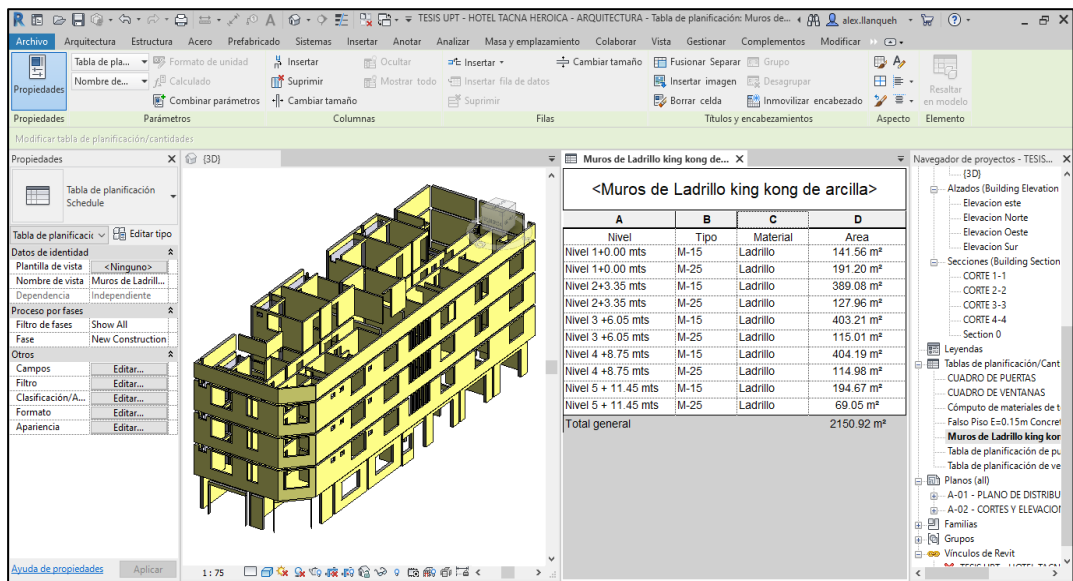 TESIS UPT - HOTEL TACNA HEROICA - ARQUITECTURA - Tabla de planificación: Muros de...
alex.llanqueh
Archivo Arquitectura Estructura Acero Prefabricado Sistemas Insertar Anotar Analizar Masa y emplazamiento Colaborar Vista Gestionar Complementos Modificar
Propiedades
Tabla de pla... Formato de unidad
Nombre de... Calculado
Combinar parámetros
Insertar Ocultar
Suprimir Mostrar todo
Cambiar tamaño
Insertar Cambiar tamaño
Insertar fila de datos
Suprimir
Fusionar Separar Grupo
Insertar imagen Desagrupar
Borrar celda Inmovilizar encabezado
Resaltar
en modelo
Propiedades Parámetros Columnas Filas Títulos y encabezamientos Aspecto Elemento
Modificar tabla de planificación/cantidades
Propiedades
Tabla de planificación
Schedule
Tabla de planificació Editar tipo
Datos de identidad
Plantilla de vista <Ninguno>
Nombre de vista Muros de Ladrill...
Dependencia Independiente
Proceso por fases
Filtro de fases Show All
Fase New Construction
Otros
Campos Editar...
Filtro Editar...
Clasificación/A... Editar...
Formato Editar...
Apariencia Editar...
Ayuda de propiedades Aplicar
{3D}
1 : 75
Muros de Ladrillo king kong de...
<Muros de Ladrillo king kong de arcilla>
A B C D
Nivel Tipo Material Area
Nivel 1+0.00 mts M-15 Ladrillo 141.56 m²
Nivel 1+0.00 mts M-25 Ladrillo 191.20 m²
Nivel 2+3.35 mts M-15 Ladrillo 389.08 m²
Nivel 2+3.35 mts M-25 Ladrillo 127.96 m²
Nivel 3 +6.05 mts M-15 Ladrillo 403.21 m²
Nivel 3 +6.05 mts M-25 Ladrillo 115.01 m²
Nivel 4 +8.75 mts M-15 Ladrillo 404.19 m²
Nivel 4 +8.75 mts M-25 Ladrillo 114.98 m²
Nivel 5 + 11.45 mts M-15 Ladrillo 194.67 m²
Nivel 5 + 11.45 mts M-25 Ladrillo 69.05 m²
Total general 2150.92 m²
Navegador de proyectos - TESIS...
{3D}
Alzados (Building Elevation
Elevacion este
Elevacion Norte
Elevacion Oeste
Elevacion Sur
Secciones (Building Section
CORTE 1-1
CORTE 2-2
CORTE 3-3
CORTE 4-4
Section 0
Leyendas
Tablas de planificación/Cant
CUADRO DE PUERTAS
CUADRO DE VENTANAS
Cómputo de materiales de t
Falso Piso E=0.15m Concret
Muros de Ladrillo king kor
Tabla de planificación de pu
Tabla de planificación de ve
Planos (all)
A-01 - PLANO DE DISTRIBU
A-02 - CORTES Y ELEVACIO
Familias
Grupos
Vínculos de Revit